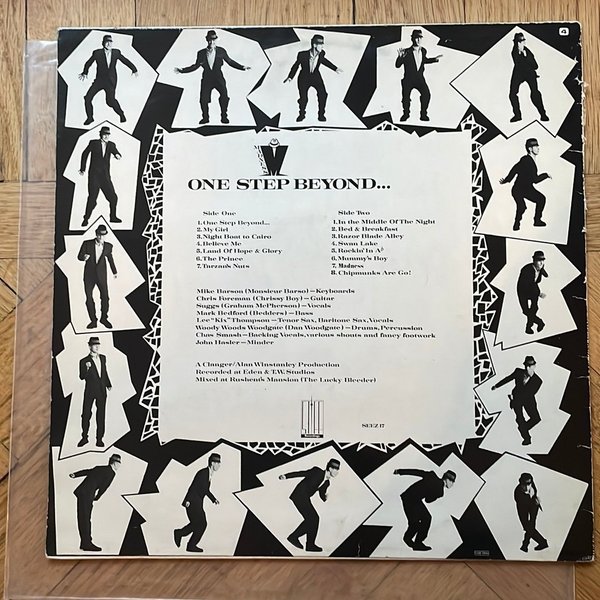 4
ONE STEP BEYOND...
Side One
1.One Step Beyond...
2.My Girl
3.Night Boat to Cairo
4.Believe Me
5.Land Of Hope & Glory
6.The Prince
7.Tarzan's Nuts
Side Two
1.In the Middle Of The Night
2.Bed & Breakfast
3.Razor Blade Alley
4.Swan Lake
5.Rockin' In A♭
6.Mummy's Boy
7.Madness
8.Chipmunks Are Go!
Mike Barson (Monsieur Barso)—Keyboards
Chris Foreman (Chrissy Boy)—Guitar
Suggs (Graham McPherson)—Vocals
Mark Bedford (Bedders)—Bass
Lee "Kix" Thompson—Tenor Sax, Baritone Sax, Vocals
Woody Woods Woodgate (Dan Woodgate)—Drums, Percussion
Chas Smash—Backing Vocals, various shouts and fancy footwork
John Hasler—Minder
A Clanger/Alan Winstanley Production
Recorded at Eden & T.W. Studios
Mixed at Rushent's Mansion (The Lucky Bleeder)
STIFF
SEEZ 17